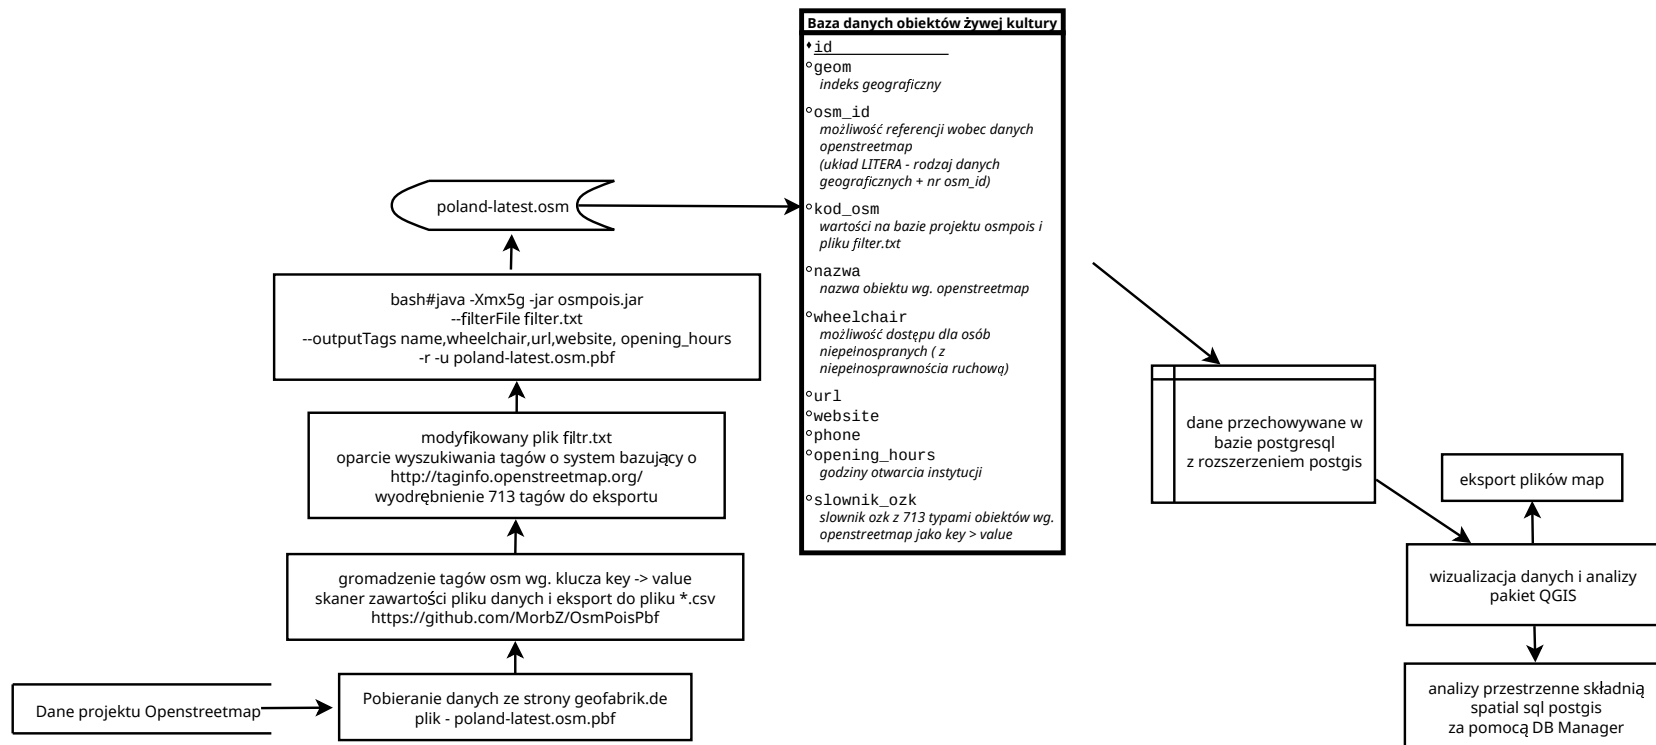 Baza danych obiektów żywej kultury
id
geom
indeks geograficzny
osm_id
możliwość referencji wobec danych
openstreetmap
(układ LITERA - rodzaj danych
geograficznych + nr osm_id)
kod_osm
wartości na bazie projektu osmpois i
pliku filter.txt
nazwa
nazwa obiektu wg. openstreetmap
wheelchair
możliwość dostępu dla osób
niepełnospranych ( z
niepełnosprawnościa ruchową)
url
website
phone
opening_hours
godziny otwarcia instytucji
slownik_ozk
slownik ozk z 713 typami obiektów wg.
openstreetmap jako key > value
poland-latest.osm
bash#java -Xmx5g -jar osmpois.jar
--filterFile filter.txt
--outputTags name,wheelchair,url,website, opening_hours
-r -u poland-latest.osm.pbf
modyfikowany plik filtr.txt
oparcie wyszukiwania tagów o system bazujący o
http://taginfo.openstreetmap.org/
wyodrębnienie 713 tagów do eksportu
gromadzenie tagów osm wg. klucza key -> value
skaner zawartości pliku danych i eksport do pliku *.csv
https://github.com/MorbZ/OsmPoisPbf
Dane projektu Openstreetmap
Pobieranie danych ze strony geofabrik.de
plik - poland-latest.osm.pbf
dane przechowywane w
bazie postgresql
z rozszerzeniem postgis
eksport plików map
wizualizacja danych i analizy
pakiet QGIS
analizy przestrzenne składnią
spatial sql postgis
za pomocą DB Manager